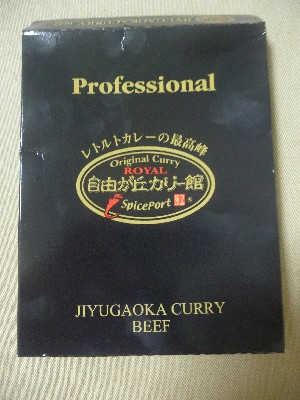 Professional
レトルトカレーの最高峰
Original Curry
ROYAL
自由が丘カリー館
SpicePort ®
JIYUGAOKA CURRY
BEEF